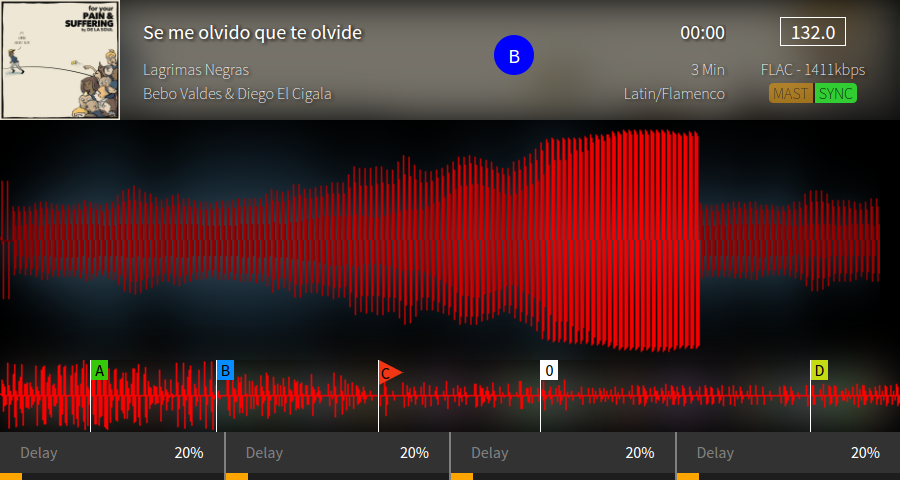 for your
PAIN &
SUFFERING
by DE LA SOUL
Se me olvido que te olvide
Lagrimas Negras
Bebo Valdes & Diego El Cigala
B
00:00
3 Min
Latin/Flamenco
132.0
FLAC - 1411kbps
MAST SYNC
A B C 0 D
Delay 20% Delay 20% Delay 20% Delay 20%